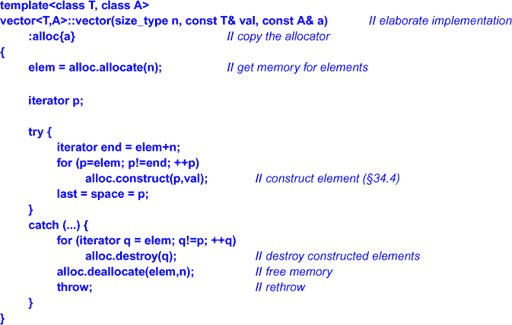 template<class T, class A>
vector<T,A>::vector(size_type n, const T& val, const A& a) // elaborate implementation
:alloc{a} // copy the allocator
{
elem = alloc.allocate(n); // get memory for elements
iterator p;
try {
iterator end = elem+n;
for (p=elem; p!=end; ++p)
alloc.construct(p,val); // construct element (§34.4)
last = space = p;
}
catch (...) {
for (iterator q = elem; q!=p; ++q)
alloc.destroy(q); // destroy constructed elements
alloc.deallocate(elem,n); // free memory
throw; // rethrow
}
}